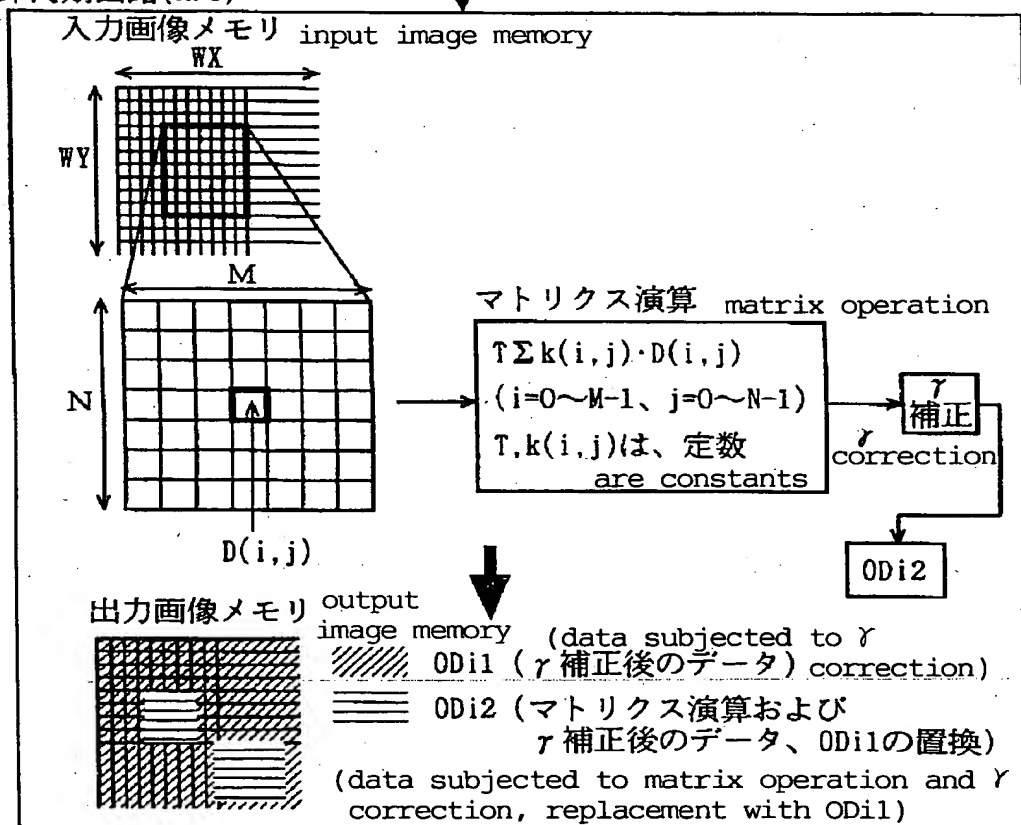 入力画像メモリ input image memory
WX
WY
M
N
D(i,j)
マトリクス演算 matrix operation
TΣk(i,j)·D(i,j)
(i=0～M-1、j=0～N-1)
T,k(i,j)は、定数
are constants
γ
補正
γ
correction
ODi2
出力画像メモリ output
image memory
ODi1 (γ補正後のデータ) (data subjected to γ
correction)
ODi2 (マトリクス演算および
γ補正後のデータ、ODi1の置換)
(data subjected to matrix operation and γ
correction, replacement with ODi1)